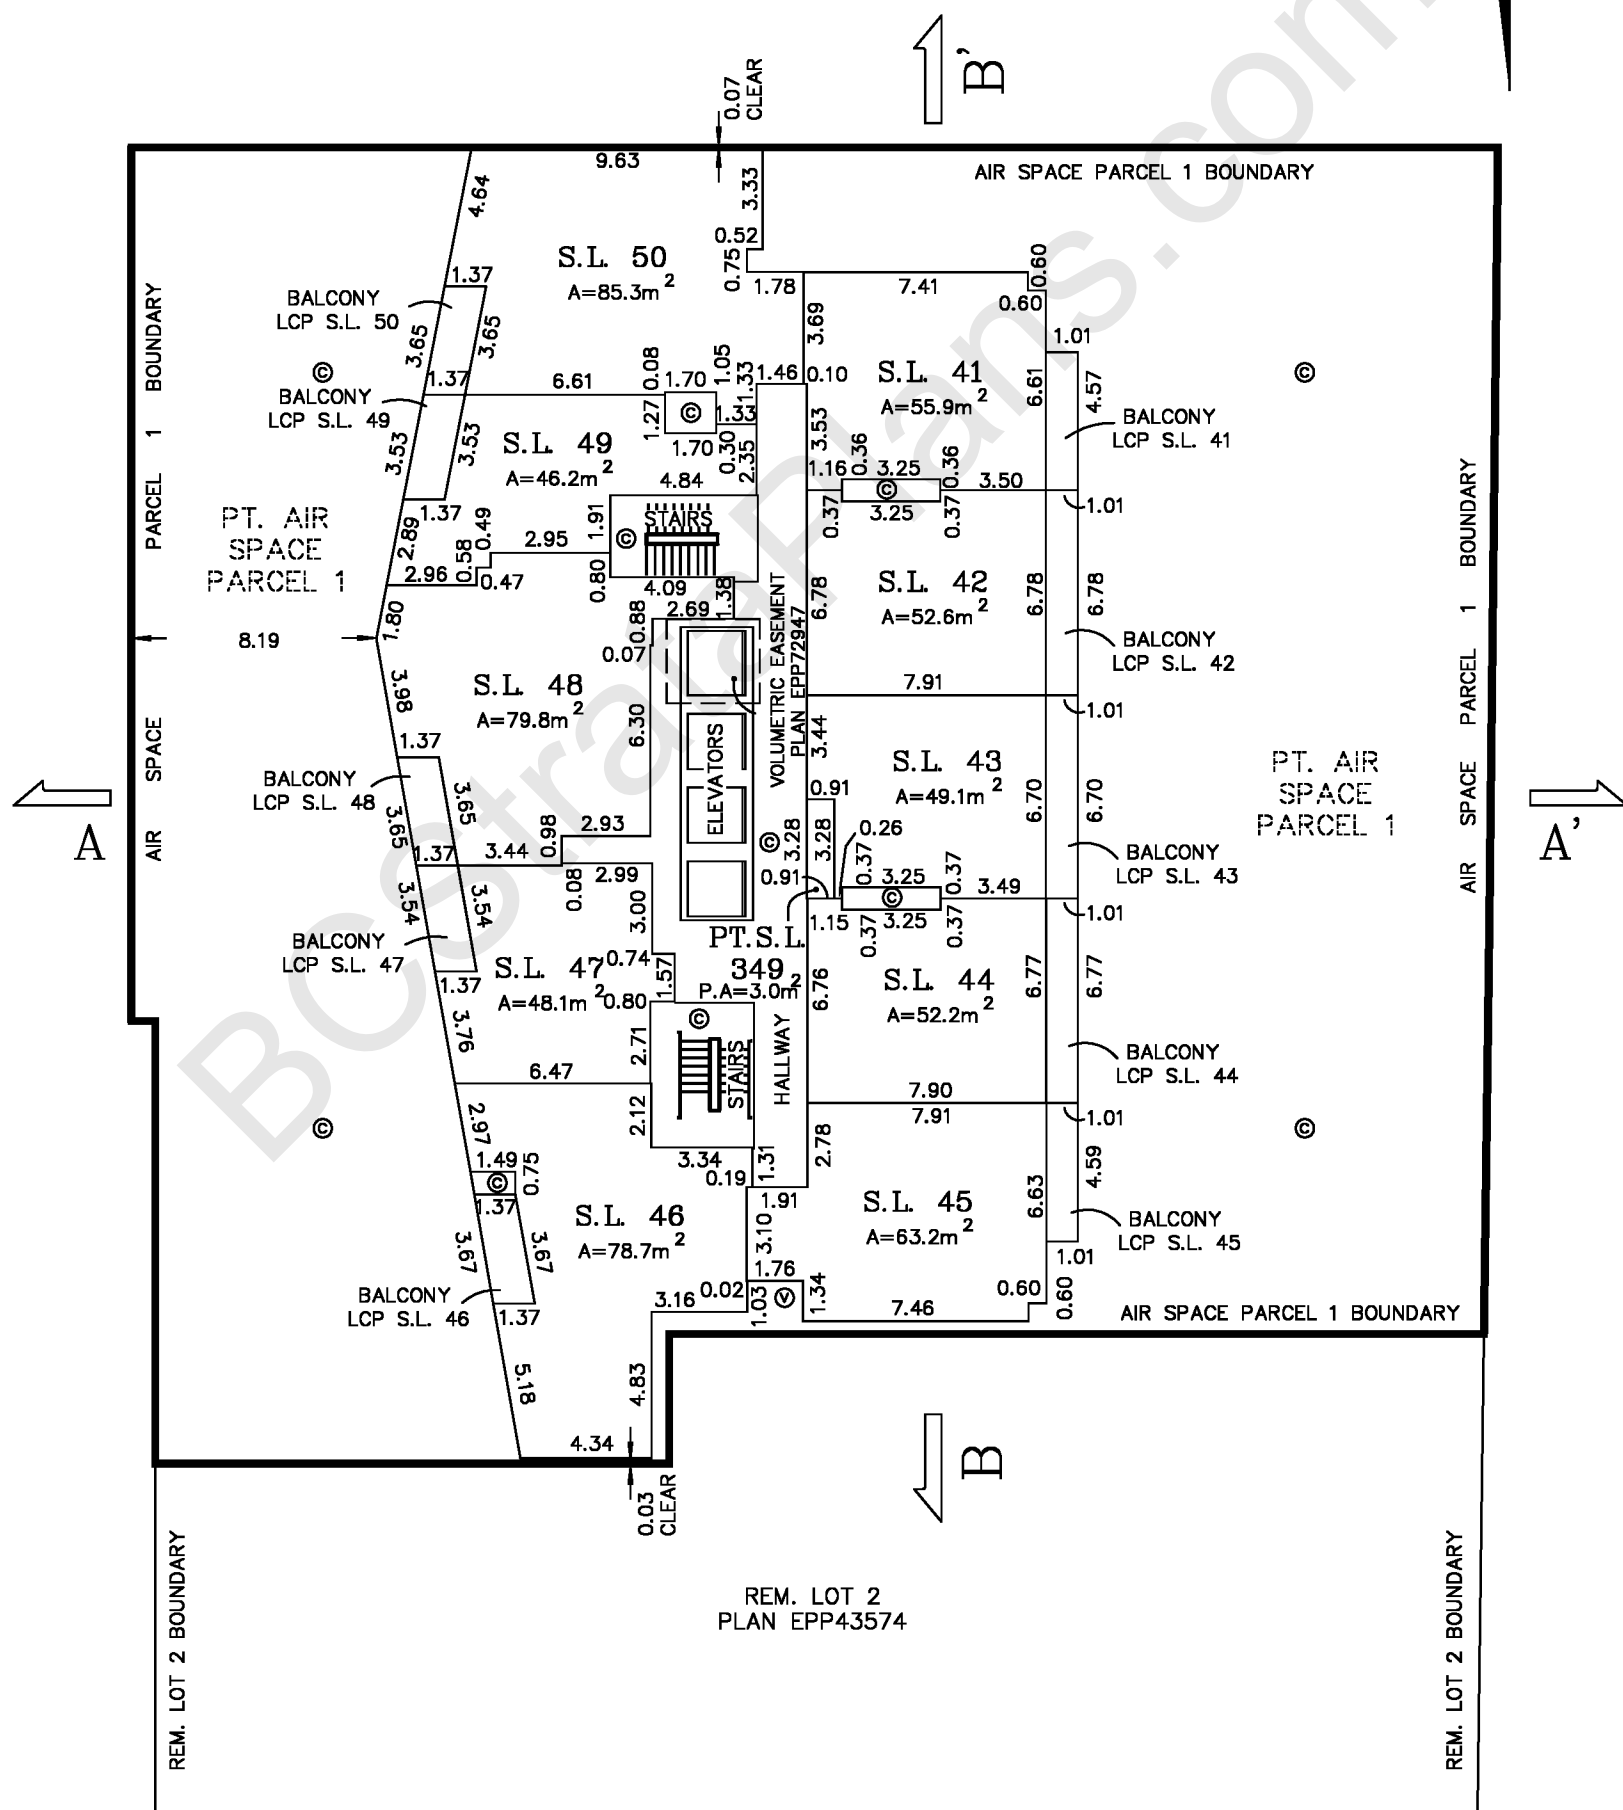 BCStrataPlans.com
B'
0.07
CLEAR
9.63
AIR SPACE PARCEL 1 BOUNDARY
4.64
3.33
0.52
0.75
S.L. 50
A=85.3m2
1.37
1.78
7.41
0.60
0.60
BALCONY
LCP S.L. 50
3.65
3.65
3.69
1.01
AIR SPACE PARCEL 1 BOUNDARY
©
1.37
6.61
0.08
1.70
1.05
1.33
1.46
0.10
S.L. 41
A=55.9m2
6.61
4.57
©
BALCONY
LCP S.L. 49
1.27
©
1.33
BALCONY
LCP S.L. 41
3.53
3.53
S.L. 49
A=46.2m2
1.70
0.30
2.35
3.53
1.16
0.36
3.25
0.36
3.50
4.84
©
0.37
3.25
0.37
1.01
PT. AIR
SPACE
PARCEL 1
1.37
2.89
0.49
2.95
1.91
©
STAIRS
2.96
0.58
0.47
0.80
4.09
1.38
S.L. 42
A=52.6m2
6.78
6.78
6.78
1.80
0.88
2.69
0.07
VOLUMETRIC EASEMENT
PLAN EPP72947
8.19
BALCONY
LCP S.L. 42
3.98
S.L. 48
A=79.8m2
6.30
7.91
1.01
1.37
ELEVATORS
3.44
S.L. 43
A=49.1m2
PT. AIR
SPACE
PARCEL 1
BALCONY
LCP S.L. 48
3.65
3.65
0.91
6.70
6.70
A
A'
2.93
0.98
©
3.28
3.28
0.26
1.37
3.44
0.08
2.99
0.91
0.37
3.25
0.37
3.49
BALCONY
LCP S.L. 43
3.54
3.54
3.00
1.15
©
0.37
3.25
0.37
1.01
BALCONY
LCP S.L. 47
PT.S.L.
349
P.A=3.0m2
1.37
S.L. 47
A=48.1m2
0.74
1.57
0.80
6.76
S.L. 44
A=52.2m2
6.77
6.77
AIR SPACE PARCEL 1 BOUNDARY
3.76
2.71
©
STAIRS
HALLWAY
BALCONY
LCP S.L. 44
6.47
7.90
7.91
1.01
©
2.97
2.12
2.78
©
1.49
0.75
©
3.34
0.19
1.31
4.59
1.37
1.91
S.L. 46
A=78.7m2
S.L. 45
A=63.2m2
6.63
BALCONY
LCP S.L. 45
3.67
3.67
3.10
1.01
1.76
BALCONY
LCP S.L. 46
1.37
3.16
0.02
1.03
Ⓥ
1.34
7.46
0.60
0.60
AIR SPACE PARCEL 1 BOUNDARY
5.18
4.83
4.34
0.03
CLEAR
B
REM. LOT 2 BOUNDARY
REM. LOT 2
PLAN EPP43574
REM. LOT 2 BOUNDARY